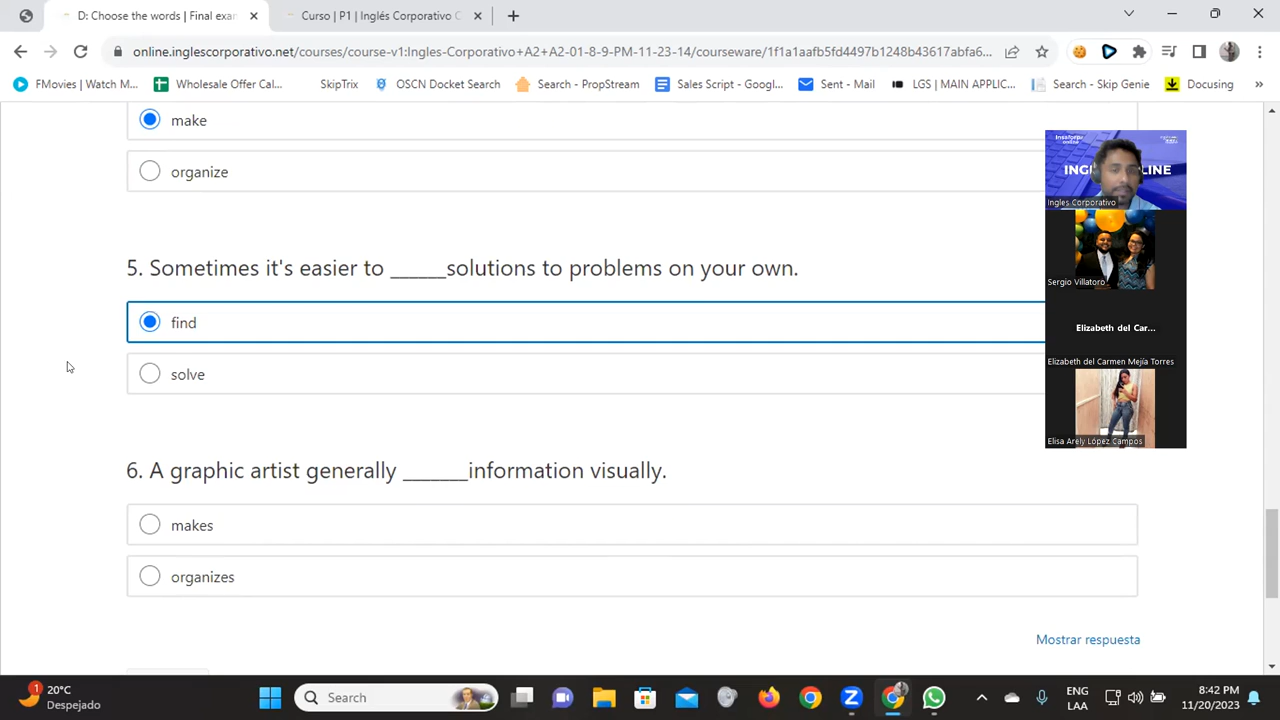 D: Choose the words | Final exar
Curso | P1 | Inglés Corporativo C
online.inglescorporativo.net/courses/course-v1:Ingles-Corporativo+A2+A2-01-8-9-PM-11-23-14/courseware/1f1a1aafb5fd4497b1248b43617abfa6...
FMovies | Watch M...
Wholesale Offer Cal...
SkipTrix
OSCN Docket Search
Search - PropStream
Sales Script - Googl...
Sent - Mail
LGS | MAIN APPLIC...
Search - Skip Genie
Docusing
»
make
organize
INGL
NLINE
Ingles Corporativo
Sergio Villatoro
Elizabeth del Car...
Elizabeth del Carmen Mejía Torres
Elisa Arely López Campos
5. Sometimes it's easier to ______solutions to problems on your own.
find
solve
6. A graphic artist generally _______information visually.
makes
organizes
Mostrar respuesta
1
20°C
Despejado
Search
ENG
LAA
8:42 PM
11/20/2023